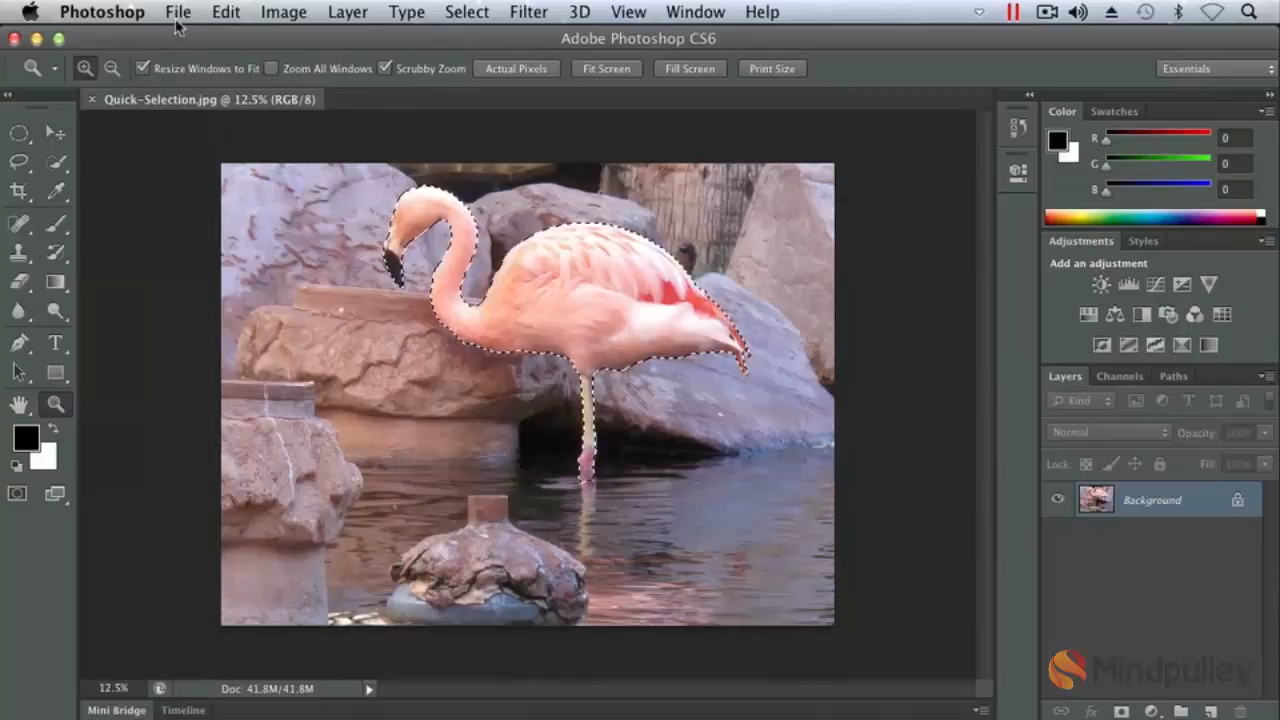 Photoshop File Edit Image Layer Type Select Filter 3D View Window Help
Adobe Photoshop CS6
Resize Windows to Fit Zoom All Windows Scrubby Zoom Actual Pixels Fit Screen Fill Screen Print Size Essentials
Quick-Selection.jpg @ 12.5% (RGB/8)
Color Swatches
R 0
G 0
B 0
Adjustments Styles
Add an adjustment
Layers Channels Paths
Kind
Normal Opacity: 100%
Lock: Fill: 100%
Background
Mindpulley
12.5% Doc: 41.8M/41.8M
Mini Bridge Timeline